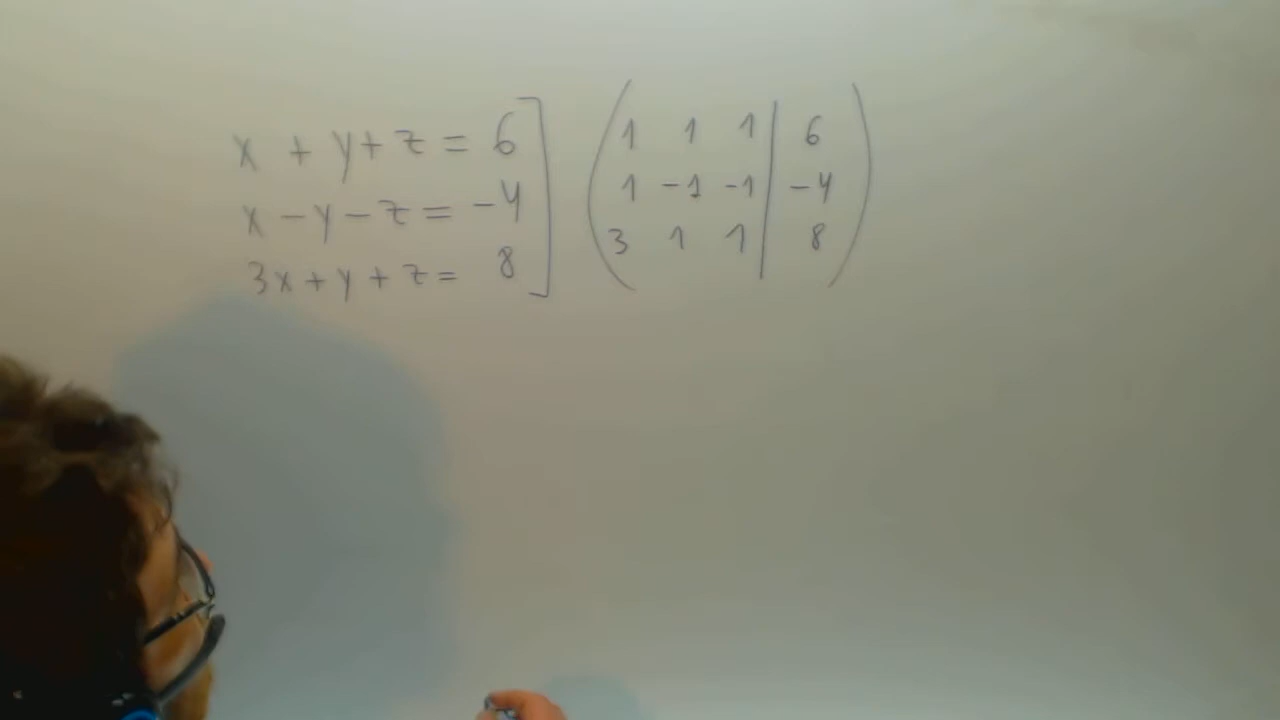 x + y + z = 6
x - y - z = -4
3x + y + z = 8
1 1 1 | 6
1 -1 -1 | -4
3 1 1 | 8